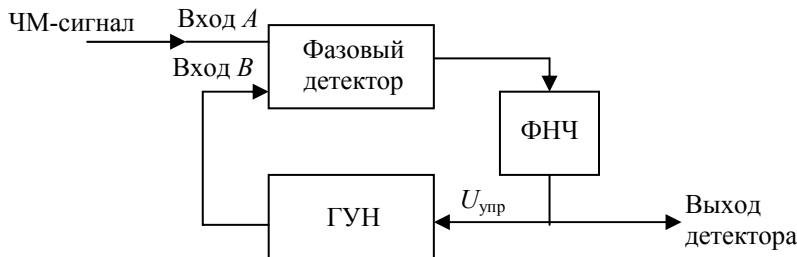 ЧМ-сигнал
Вход A
Вход B
Фазовый
детектор
ФНЧ
ГУН
Uупр
Выход
детектора